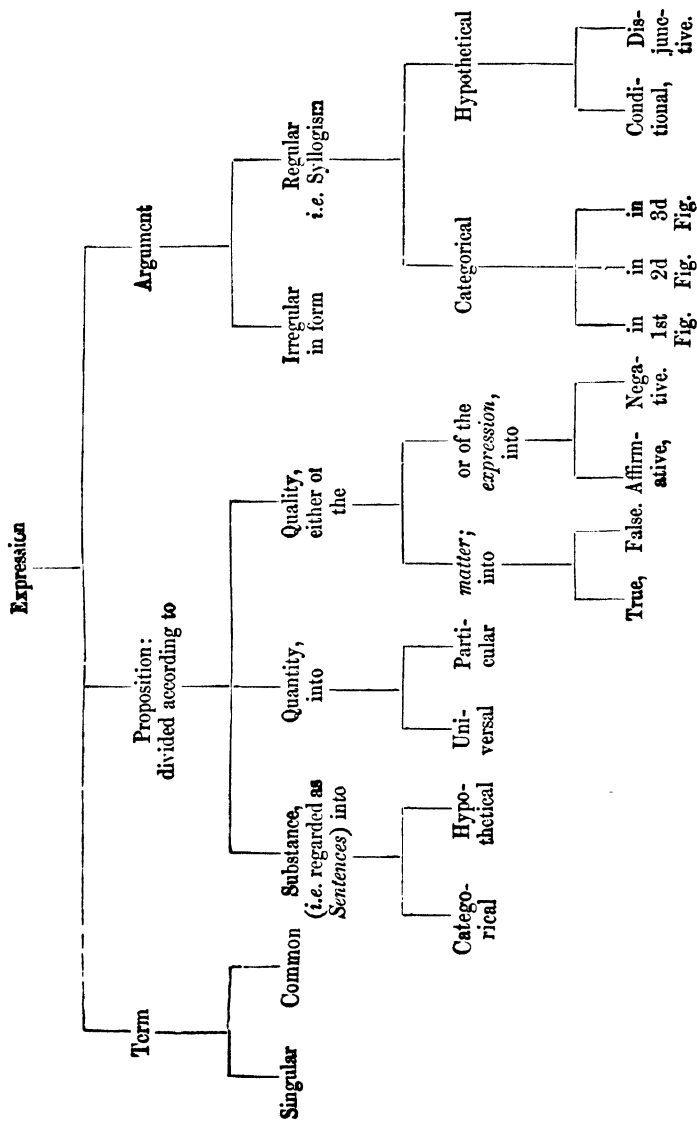 Expression
Term
Singular
Common
Proposition:
divided according to
Substance,
(i.e. regarded as
Sentences) into
Catego-
rical
Hypo-
thetical
Quantity,
into
Uni-
versal
Parti-
cular
Quality,
either of
the
matter;
into
True,
False.
or of the
expression,
into
Affirm-
ative,
Nega-
tive.
Argument
Irregular
in form
Regular
i.e. Syllogism
Categorical
in
1st
Fig.
in
2d
Fig.
in
3d
Fig.
Hypothetical
Condi-
tional,
Dis-
junc-
tive.